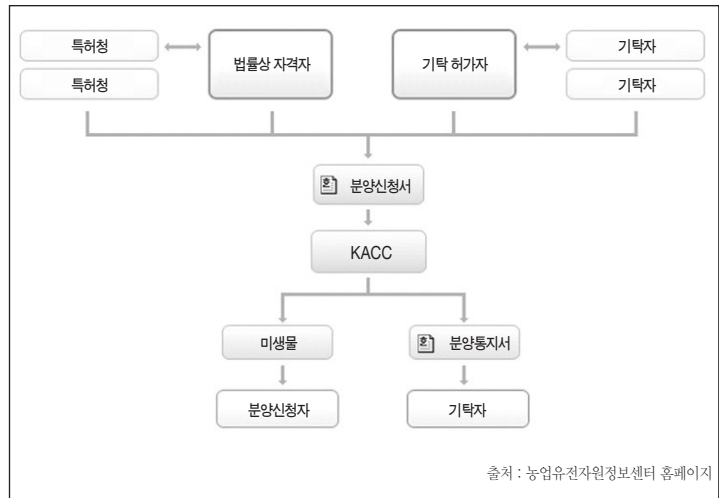 특허청
법률상 자격자
기탁 허가자
기탁자
특허청
기탁자
분양신청서
KACC
미생물
분양통지서
분양신청자
기탁자
출처 : 농업유전자원정보센터 홈페이지